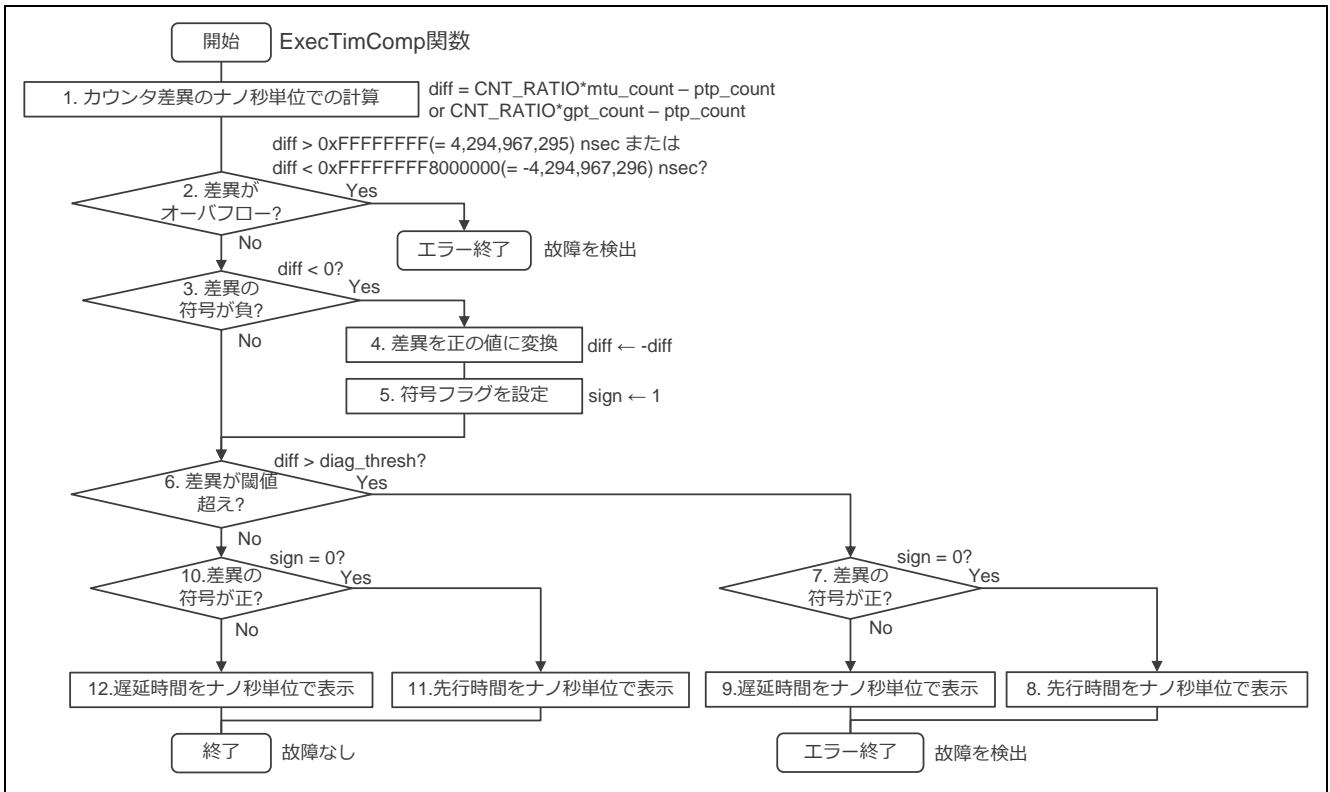 開始
ExecTimComp関数
1. カウンタ差異のナノ秒単位での計算
diff = CNT_RATIO*mtu_count – ptp_count
or CNT_RATIO*gpt_count – ptp_count
diff > 0xFFFFFFFF(= 4,294,967,295) nsec または
diff < 0xFFFFFFFF8000000(= -4,294,967,296) nsec?
2. 差異が
オーバフロー?
Yes
No
エラー終了
故障を検出
diff < 0?
3. 差異の
符号が負?
Yes
No
4. 差異を正の値に変換
diff ← -diff
5. 符号フラグを設定
sign ← 1
diff > diag_thresh?
6. 差異が閾値
超え?
Yes
No
sign = 0?
10.差異の
符号が正?
Yes
No
sign = 0?
7. 差異の
符号が正?
Yes
No
12.遅延時間をナノ秒単位で表示
11.先行時間をナノ秒単位で表示
9.遅延時間をナノ秒単位で表示
8. 先行時間をナノ秒単位で表示
終了
故障なし
エラー終了
故障を検出